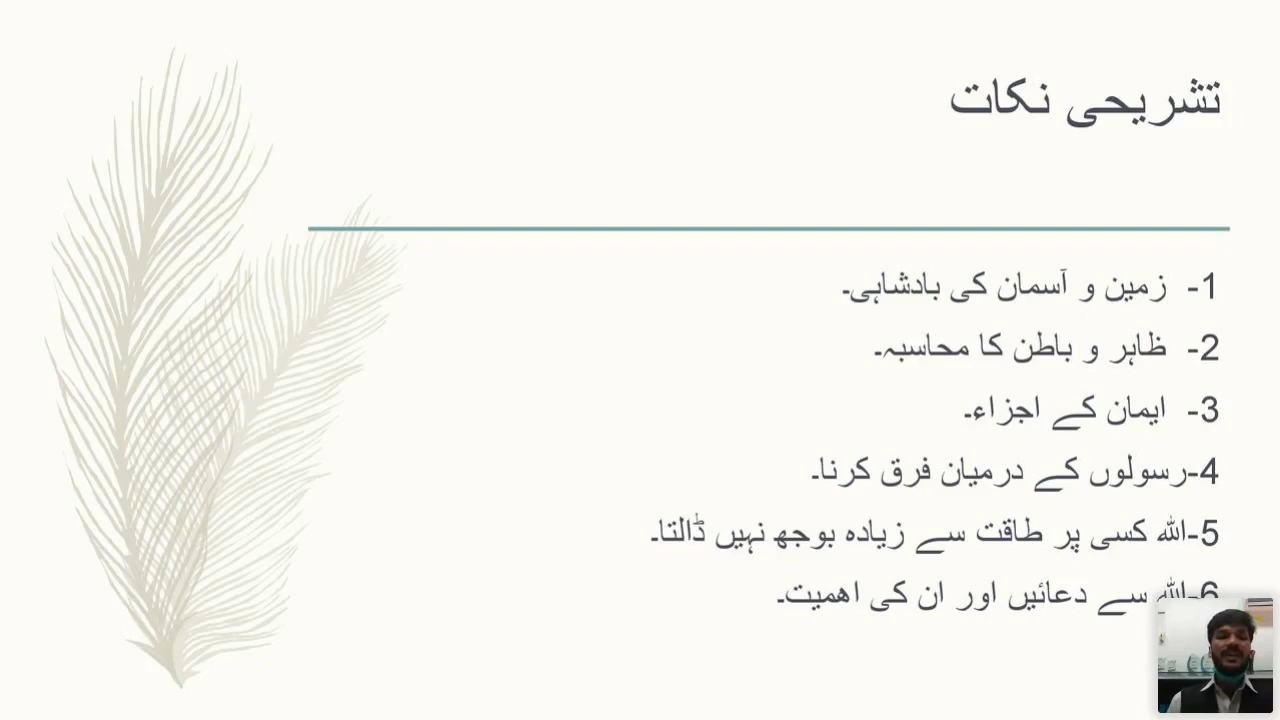 تشریحی نکات
1- زمین و آسمان کی بادشاہی۔
2- ظاہر و باطن کا محاسبہ۔
3- ایمان کے اجزاء۔
4-رسولوں کے درمیان فرق کرنا۔
5-اللہ کسی پر طاقت سے زیادہ بوجھ نہیں ڈالتا۔
6-اللہ سے دعائیں اور ان کی اھمیت۔